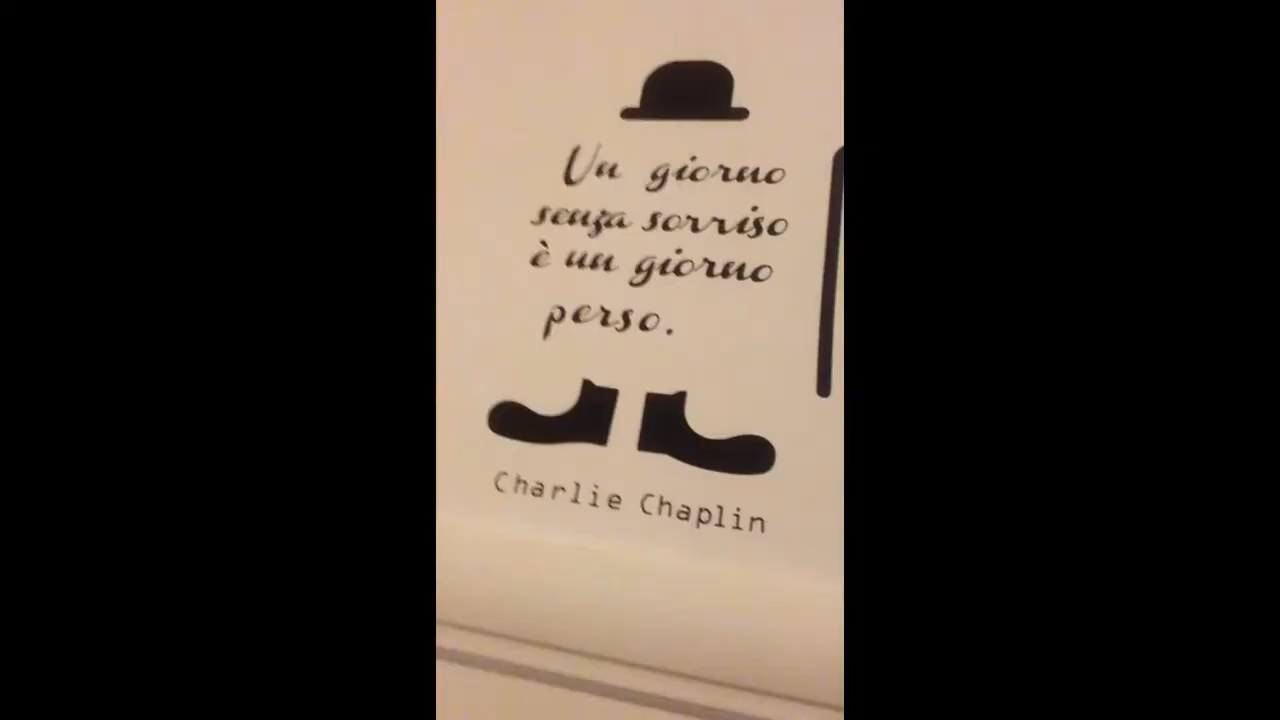 Un giorno
senza sorriso
è un giorno
perso.
Charlie Chaplin